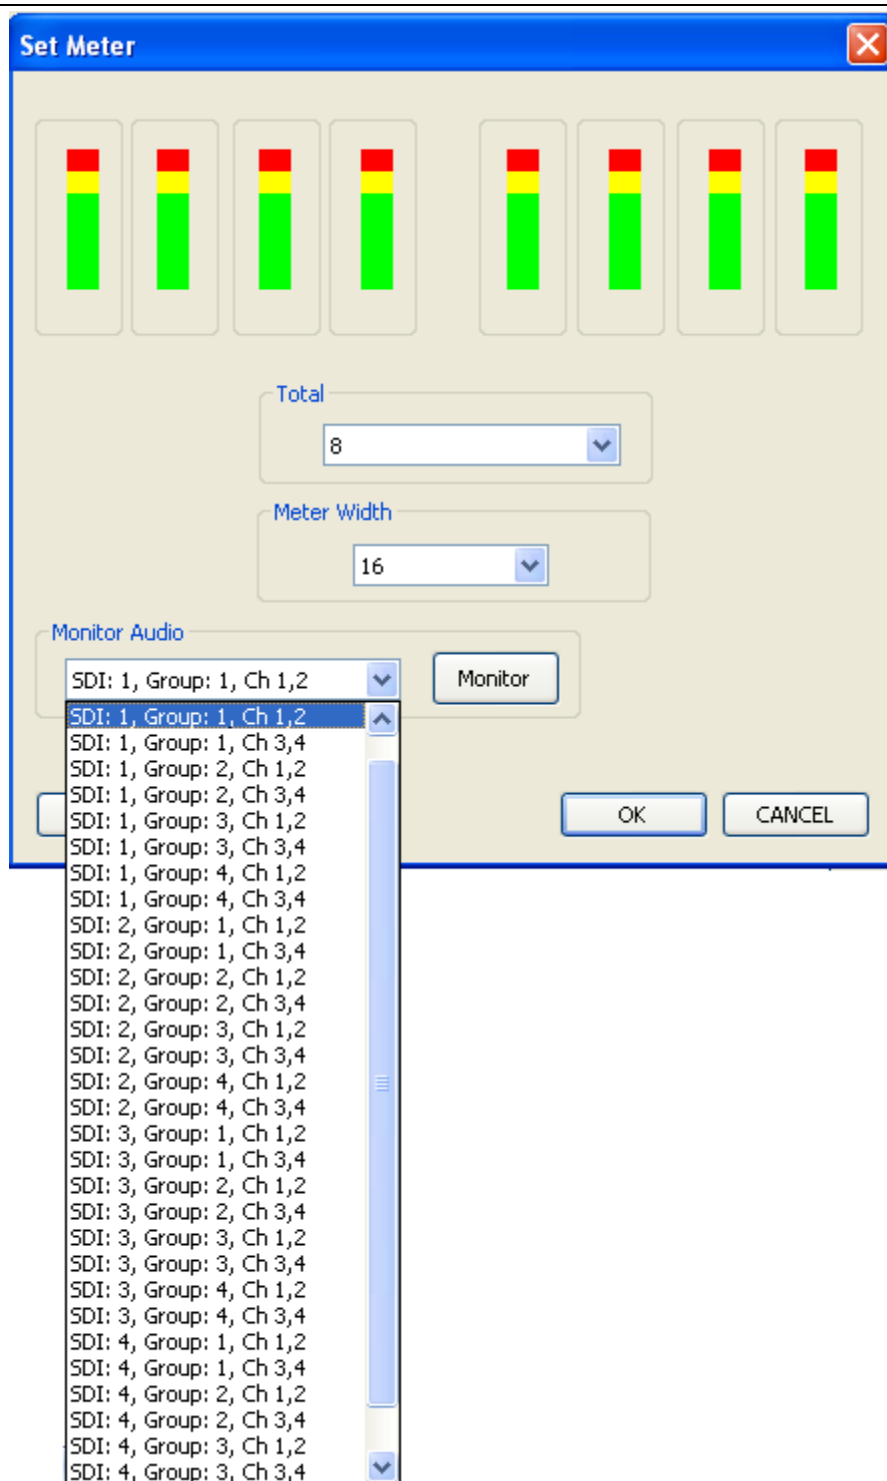 Set Meter
Total
8
Meter Width
16
Monitor Audio
SDI: 1, Group: 1, Ch 1,2
Monitor
SDI: 1, Group: 1, Ch 1,2
SDI: 1, Group: 1, Ch 3,4
SDI: 1, Group: 2, Ch 1,2
SDI: 1, Group: 2, Ch 3,4
SDI: 1, Group: 3, Ch 1,2
SDI: 1, Group: 3, Ch 3,4
SDI: 1, Group: 4, Ch 1,2
SDI: 1, Group: 4, Ch 3,4
SDI: 2, Group: 1, Ch 1,2
SDI: 2, Group: 1, Ch 3,4
SDI: 2, Group: 2, Ch 1,2
SDI: 2, Group: 2, Ch 3,4
SDI: 2, Group: 3, Ch 1,2
SDI: 2, Group: 3, Ch 3,4
SDI: 2, Group: 4, Ch 1,2
SDI: 2, Group: 4, Ch 3,4
SDI: 3, Group: 1, Ch 1,2
SDI: 3, Group: 1, Ch 3,4
SDI: 3, Group: 2, Ch 1,2
SDI: 3, Group: 2, Ch 3,4
SDI: 3, Group: 3, Ch 1,2
SDI: 3, Group: 3, Ch 3,4
SDI: 3, Group: 4, Ch 1,2
SDI: 3, Group: 4, Ch 3,4
SDI: 4, Group: 1, Ch 1,2
SDI: 4, Group: 1, Ch 3,4
SDI: 4, Group: 2, Ch 1,2
SDI: 4, Group: 2, Ch 3,4
SDI: 4, Group: 3, Ch 1,2
SDI: 4, Group: 3, Ch 3,4
OK
CANCEL